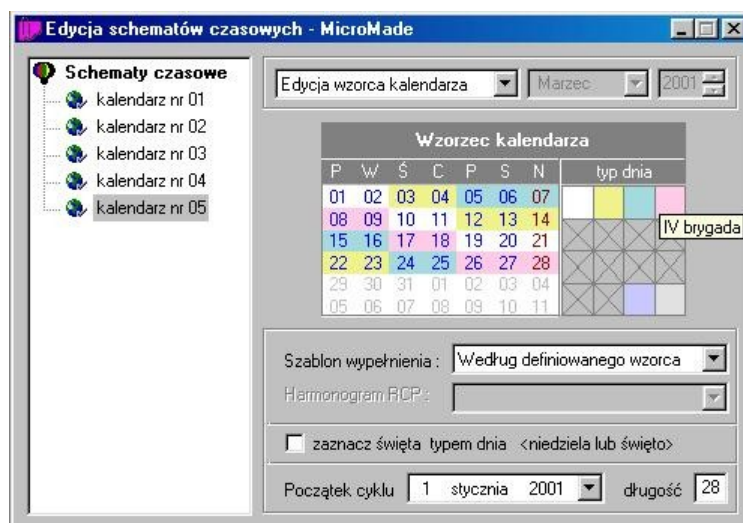 Edycja schematów czasowych - MicroMade
Schematy czasowe
kalendarz nr 01
kalendarz nr 02
kalendarz nr 03
kalendarz nr 04
kalendarz nr 05
Edycja wzorca kalendarza Marzec 2001
Wzorzec kalendarza
P W Ś C P S N typ dnia
01 02 03 04 05 06 07
08 09 10 11 12 13 14
IV brygada
15 16 17 18 19 20 21
22 23 24 25 26 27 28
29 30 31 01 02 03 04
05 06 07 08 09 10 11
Szablon wypełnienia : Według definiowanego wzorca
Harmonogram RCP :
zaznacz święta typem dnia <niedziela lub święto>
Początek cyklu 1 stycznia 2001 długość 28